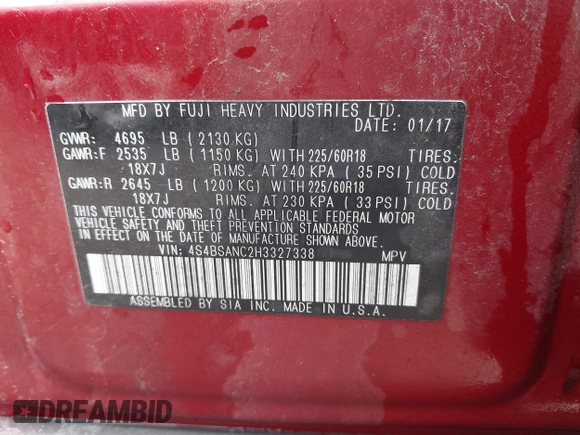 MFD BY FUJI HEAVY INDUSTRIES LTD.
DATE: 01/17
GVWR: 4695 LB (2130 KG)
GAWR:F 2535 LB (1150 KG) WITH 225/60R18 TIRES.
18X7J RIMS. AT 240 KPA (35 PSI) COLD
GAWR:R 2645 LB (1200 KG) WITH 225/60R18 TIRES.
18X7J RIMS. AT 230 KPA (33 PSI) COLD
THIS VEHICLE CONFORMS TO ALL APPLICABLE FEDERAL MOTOR
VEHICLE SAFETY AND THEFT PREVENTION STANDARDS
IN EFFECT ON THE DATE OF MANUFACTURE SHOWN ABOVE.
VIN: 4S4BSANC2H3327338 MPV
ASSEMBLED BY SIA INC. MADE IN U.S.A.
DREAMBID